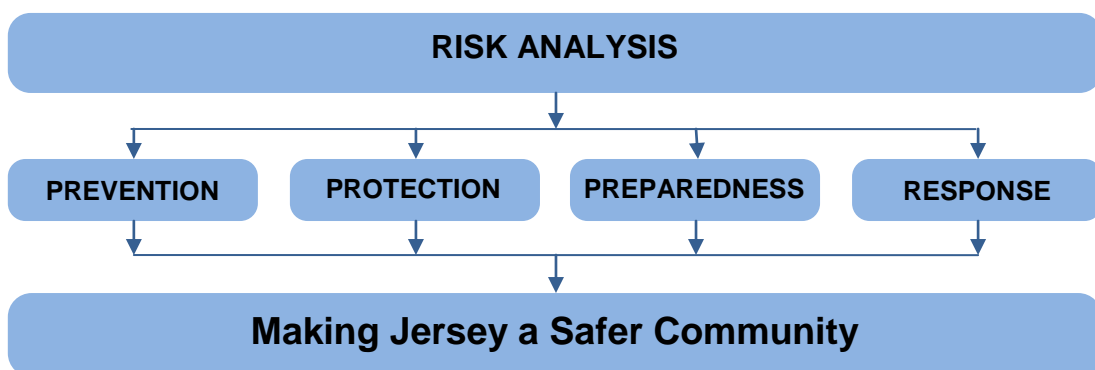 RISK ANALYSIS
PREVENTION
PROTECTION
PREPAREDNESS
RESPONSE
Making Jersey a Safer Community